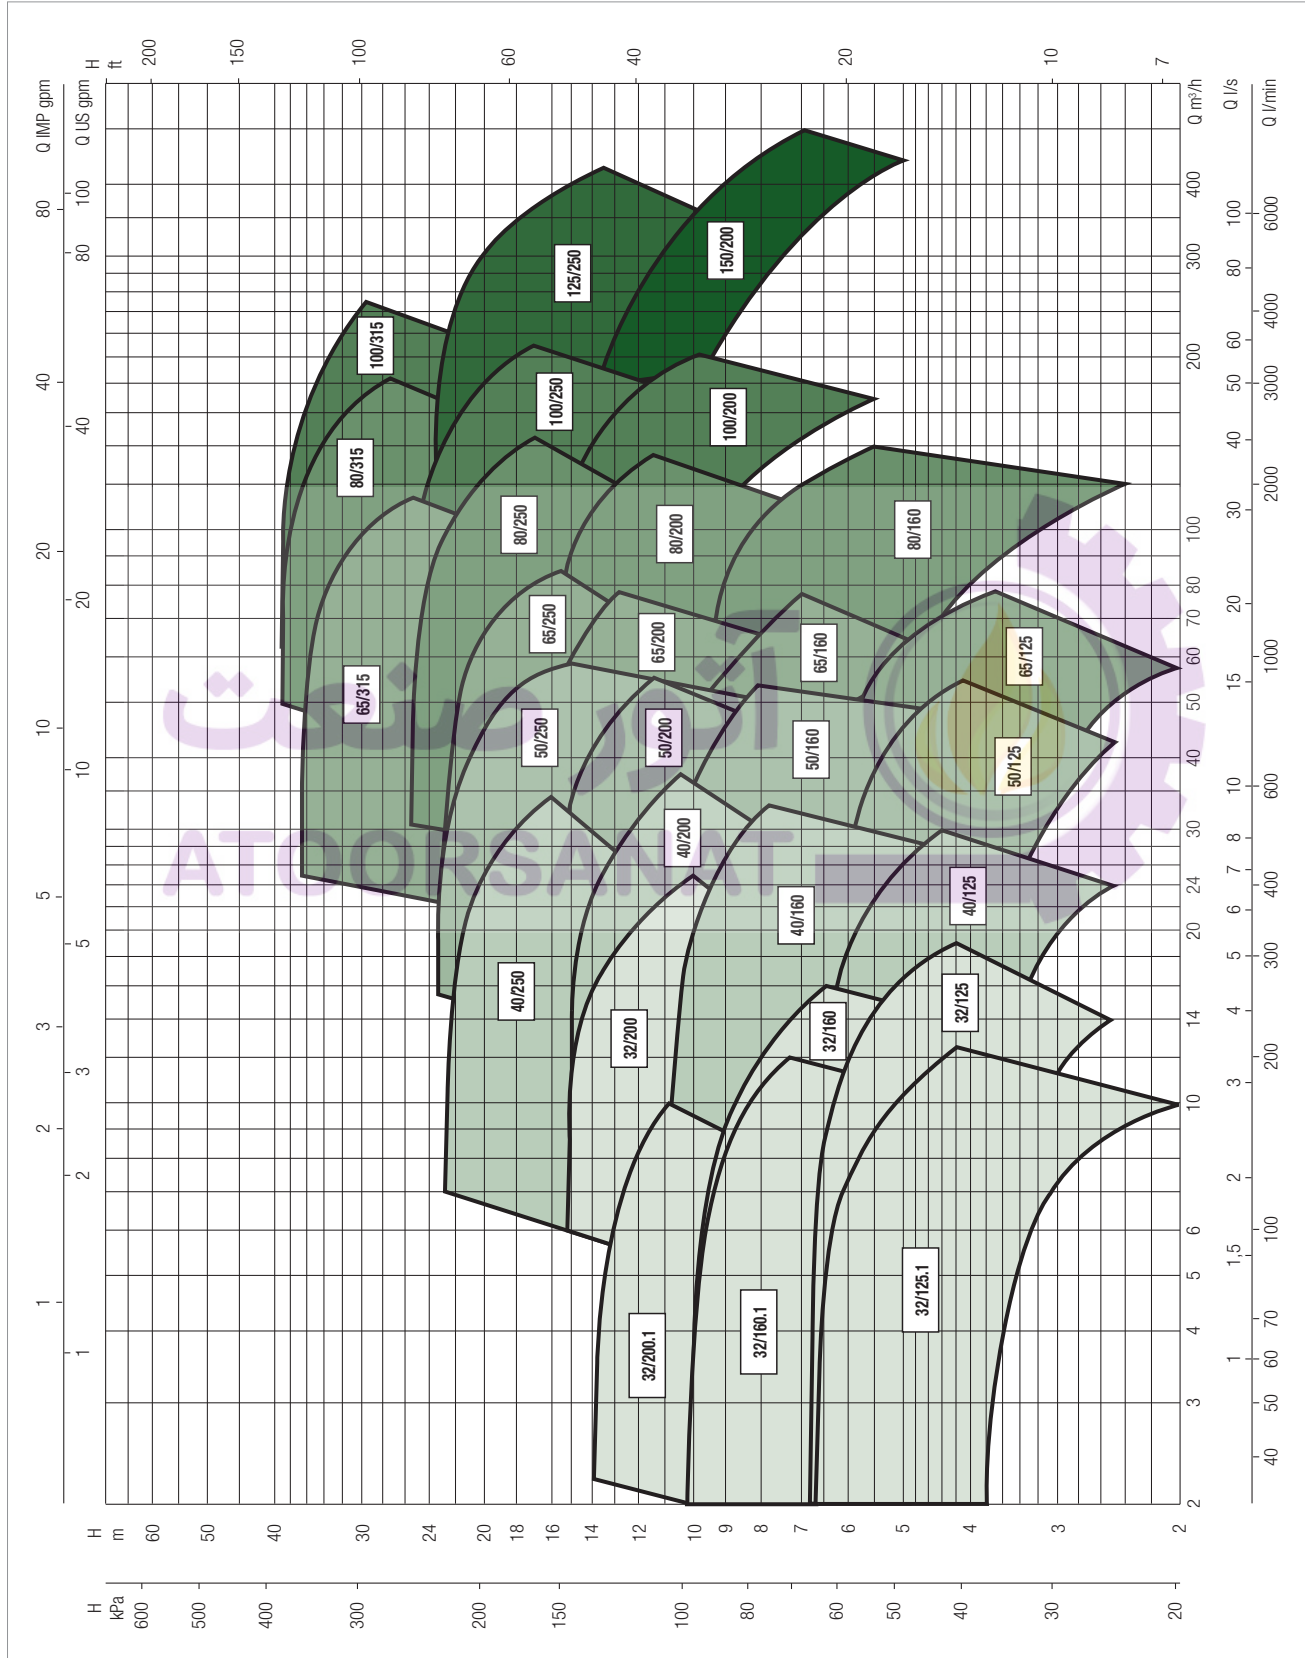 H ft 200 150 100 60 40 20 10 7
Q IMP gpm 80 40 20 10 5 3 2 1
Q US gpm 100 80 40 20 10 5 3 2 1
Q m³/h 400 300 200 100 80 70 60 50 40 30 24 20 14 10 6 5 4 3 2
Q l/s 100 80 60 50 40 30 20 15 10 8 7 6 5 4 3 2 1,5 1
Q l/min 6000 4000 3000 2000 1000 600 400 300 200 100 70 60 50 40
150/200
125/250
100/315
100/250
100/200
80/315
80/250
80/200
80/160
65/315
65/250
65/200
65/160
65/125
50/250
50/200
50/160
50/125
آتور صنعت
ATOORSANAT
40/250
40/200
40/160
40/125
32/200
32/160
32/125
32/200.1
32/160.1
32/125.1
H m 60 50 40 30 24 20 18 16 14 12 10 9 8 7 6 5 4 3 2
H kPa 600 500 400 300 200 150 100 80 60 50 40 30 20